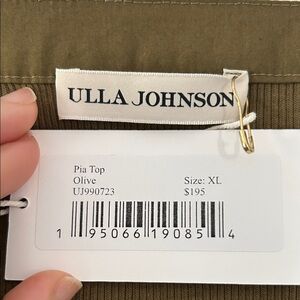 ULLA JOHNSON
Pia Top
Olive Size: XL
UJ990723 $195
1 95066 19085 4